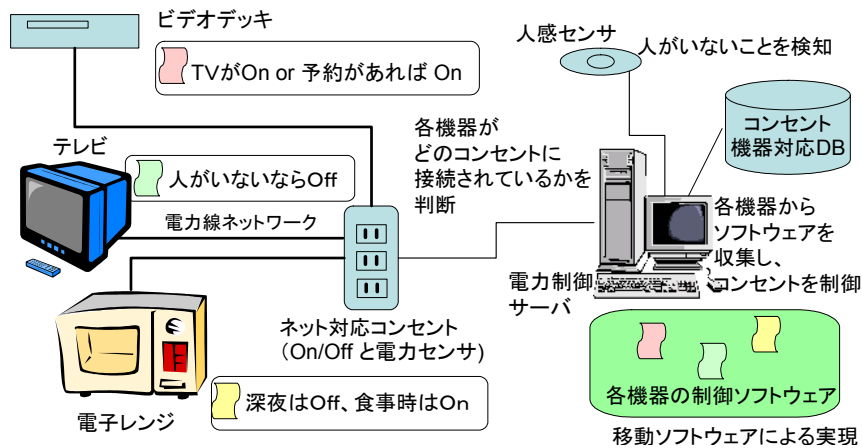 ビデオデッキ
TVがOn or 予約があれば On
人感センサ
人がいないことを検知
コンセント
機器対応DB
テレビ
人がいないならOff
各機器が
どのコンセントに
接続されているかを
判断
電力線ネットワーク
各機器から
ソフトウェアを
収集し、
コンセントを制御
電力制御
サーバ
ネット対応コンセント
（On/Off と電力センサ)
電子レンジ
深夜はOff、食事時はOn
各機器の制御ソフトウェア
移動ソフトウェアによる実現